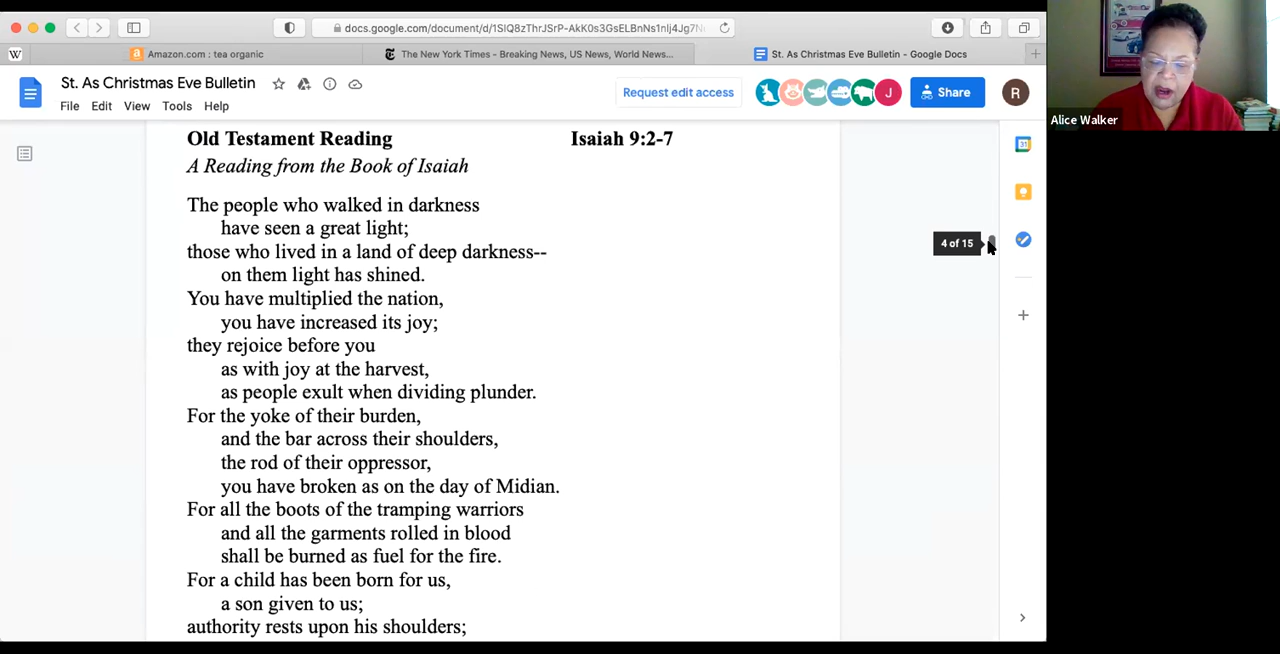 docs.google.com/document/d/1SIQ8zThrJSrP-AkK0s3GsELBnNs1nlj4Jg7N
W
a Amazon.com : tea organic
The New York Times - Breaking News, US News, World News...
St. As Christmas Eve Bulletin - Google Docs
St. As Christmas Eve Bulletin
File Edit View Tools Help
Request edit access
J
Share
R
Alice Walker
31
4 of 15
Old Testament Reading Isaiah 9:2-7
A Reading from the Book of Isaiah
The people who walked in darkness
have seen a great light;
those who lived in a land of deep darkness--
on them light has shined.
You have multiplied the nation,
you have increased its joy;
they rejoice before you
as with joy at the harvest,
as people exult when dividing plunder.
For the yoke of their burden,
and the bar across their shoulders,
the rod of their oppressor,
you have broken as on the day of Midian.
For all the boots of the tramping warriors
and all the garments rolled in blood
shall be burned as fuel for the fire.
For a child has been born for us,
a son given to us;
authority rests upon his shoulders;